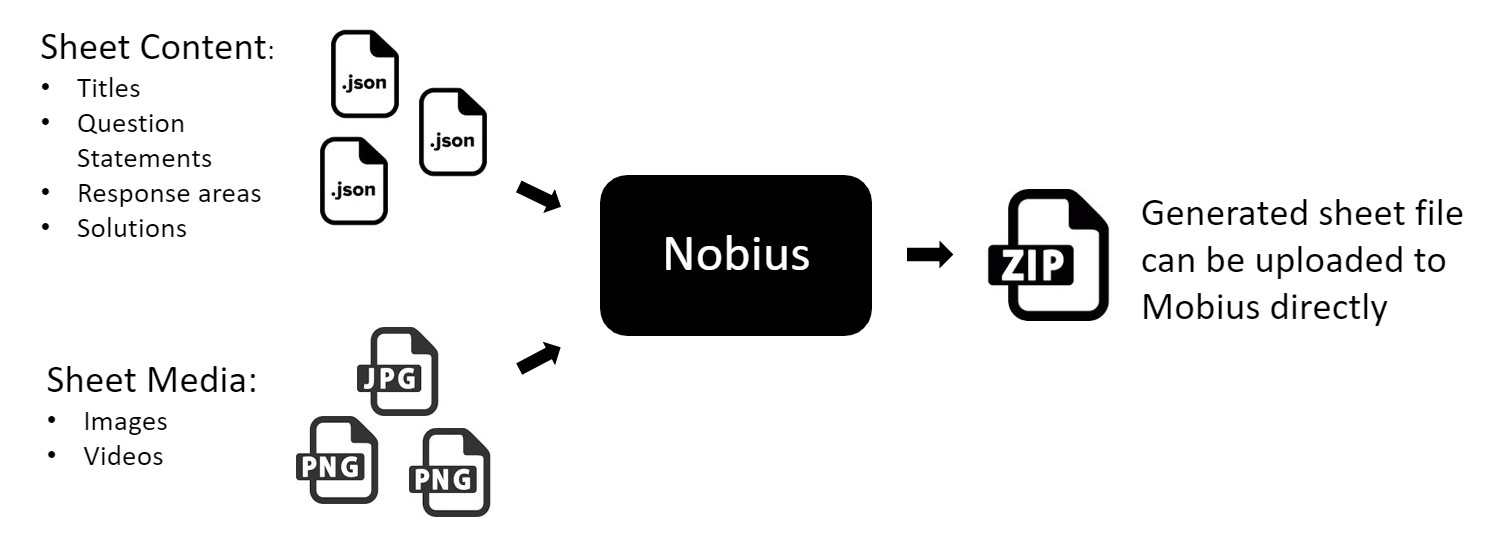 Sheet Content:
• Titles
• Question
Statements
• Response areas
• Solutions
.json
.json
.json
Sheet Media:
• Images
• Videos
JPG
PNG
PNG
Nobius
ZIP
Generated sheet file
can be uploaded to
Mobius directly